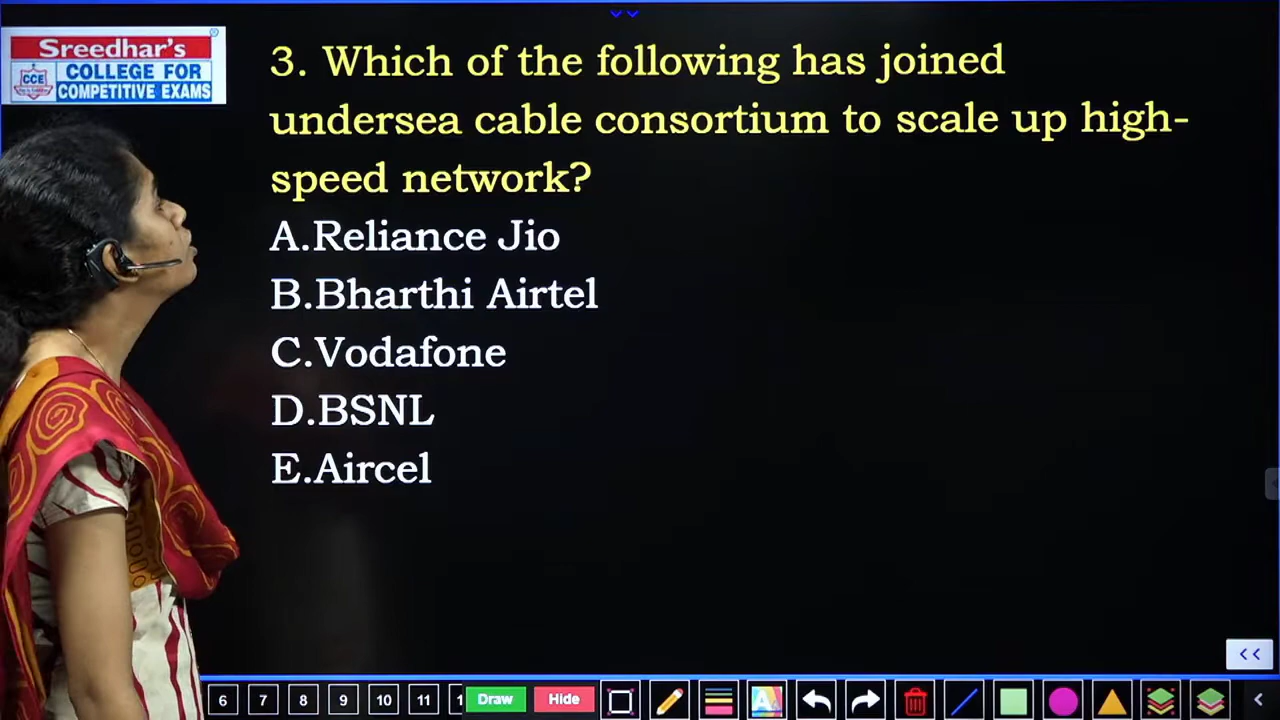 Sreedhar's
CCE
COLLEGE FOR
COMPETITIVE EXAMS
3. Which of the following has joined
undersea cable consortium to scale up high-
speed network?
A.Reliance Jio
B.Bharthi Airtel
C.Vodafone
D.BSNL
E.Aircel
<<
6 7 8 9 10 11 1 Draw Hide A